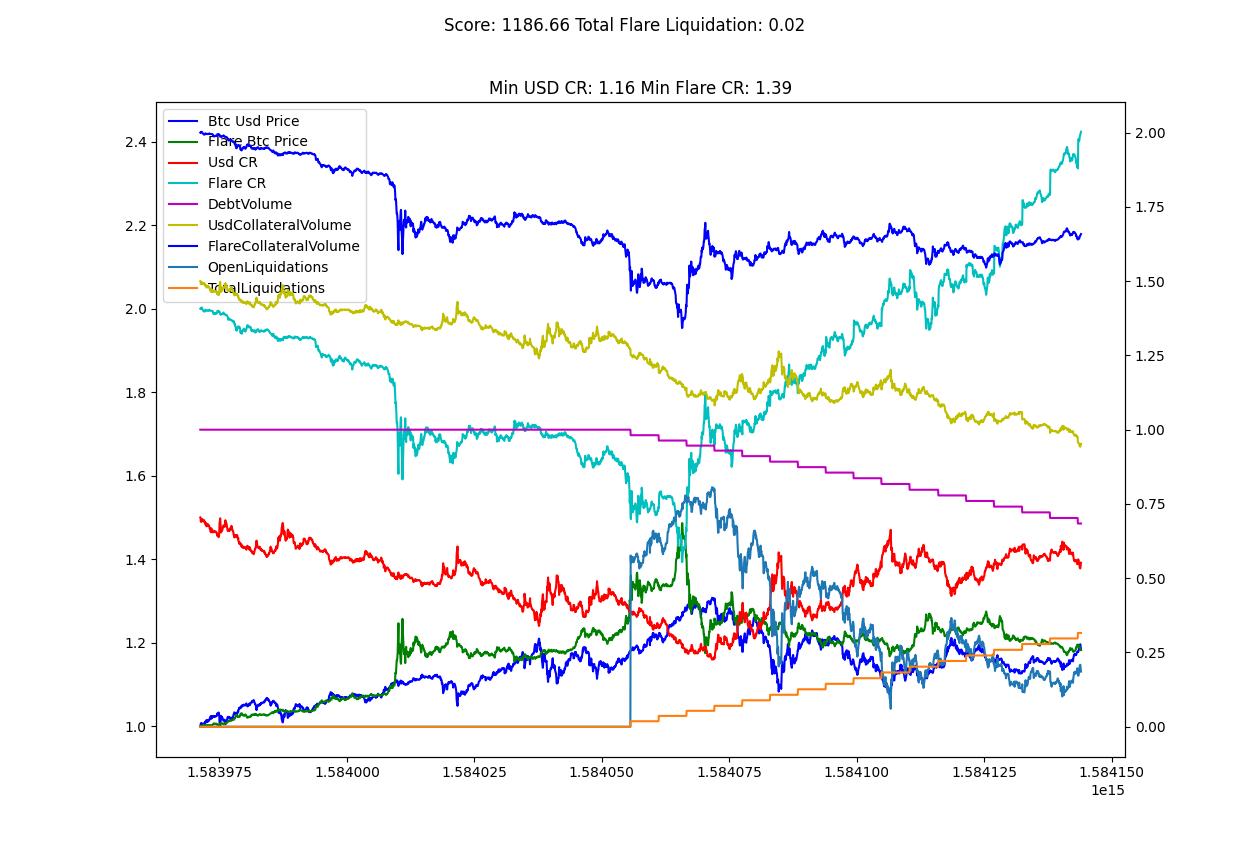 Score: 1186.66 Total Flare Liquidation: 0.02
Min USD CR: 1.16 Min Flare CR: 1.39
Btc Usd Price
Flare Btc Price
Usd CR
Flare CR
DebtVolume
UsdCollateralVolume
FlareCollateralVolume
OpenLiquidations
TotalLiquidations
2.4
2.2
2.0
1.8
1.6
1.4
1.2
1.0
2.00
1.75
1.50
1.25
1.00
0.75
0.50
0.25
0.00
1.583975 1.584000 1.584025 1.584050 1.584075 1.584100 1.584125 1.584150
1e15